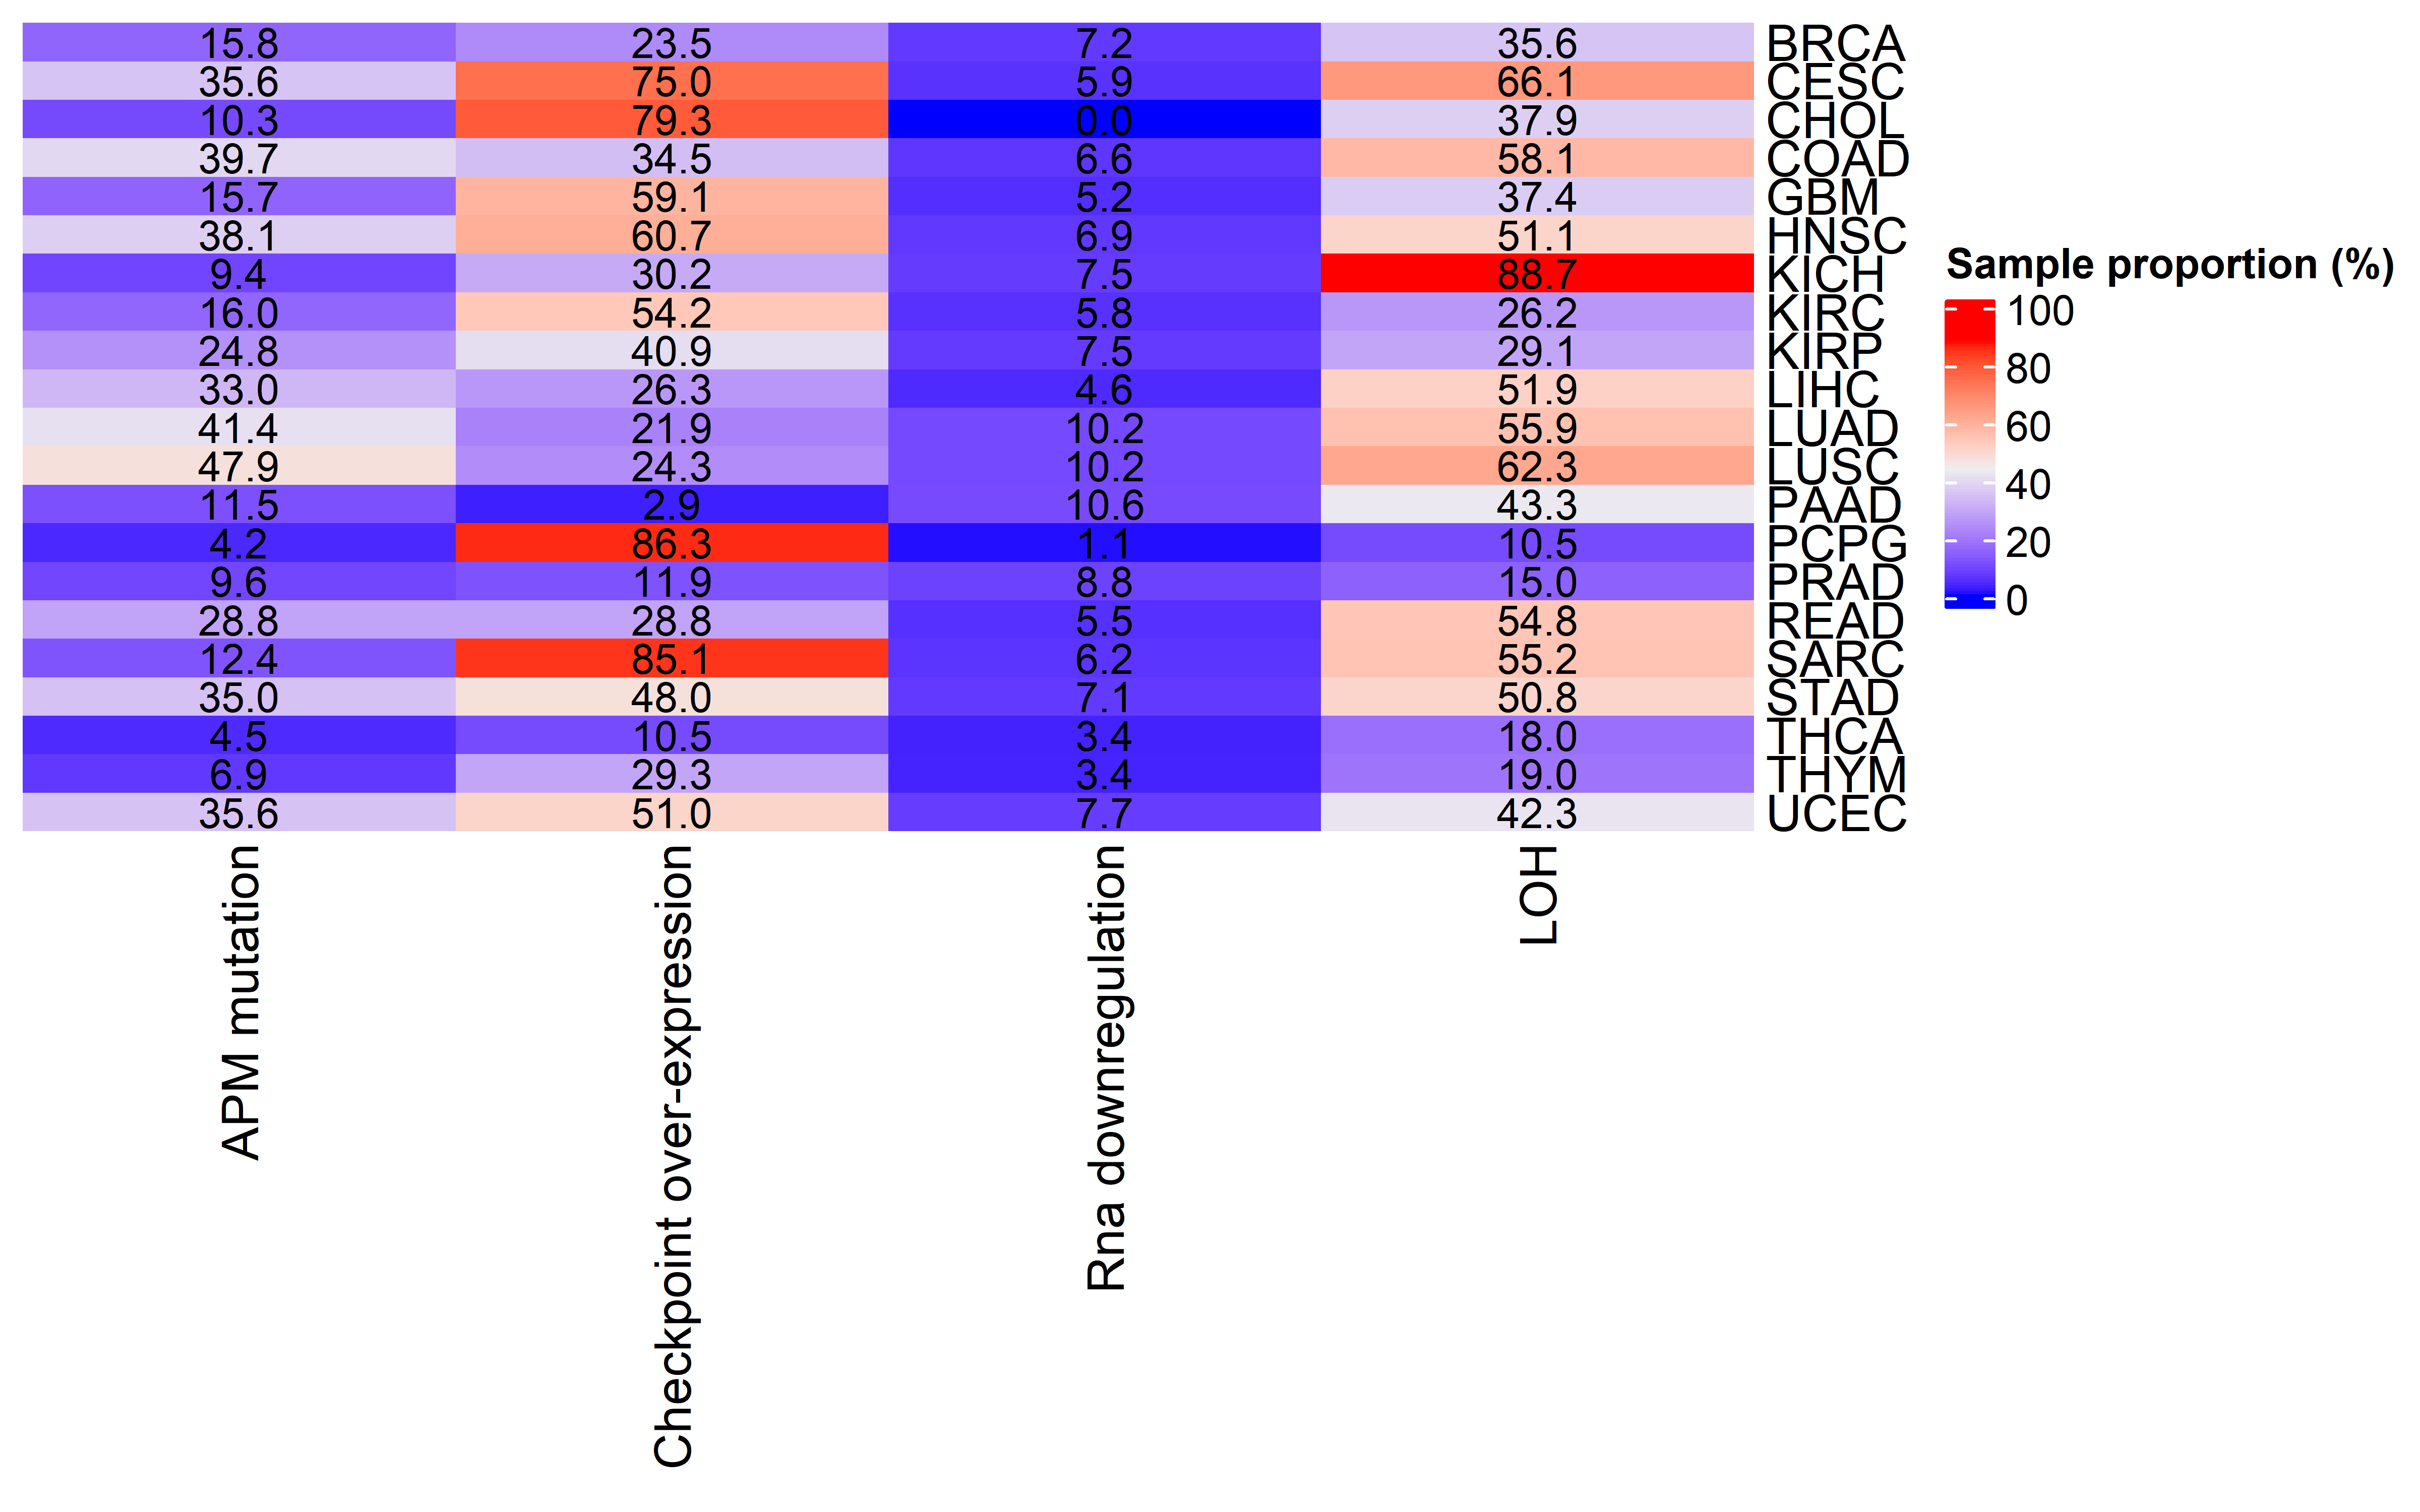 15.8 23.5 7.2 35.6 BRCA
35.6 75.0 5.9 66.1 CESC
10.3 79.3 0.0 37.9 CHOL
39.7 34.5 6.6 58.1 COAD
15.7 59.1 5.2 37.4 GBM
38.1 60.7 6.9 51.1 HNSC
9.4 30.2 7.5 88.7 KICH
16.0 54.2 5.8 26.2 KIRC
24.8 40.9 7.5 29.1 KIRP
33.0 26.3 4.6 51.9 LIHC
41.4 21.9 10.2 55.9 LUAD
47.9 24.3 10.2 62.3 LUSC
11.5 2.9 10.6 43.3 PAAD
4.2 86.3 1.1 10.5 PCPG
9.6 11.9 8.8 15.0 PRAD
28.8 28.8 5.5 54.8 READ
12.4 85.1 6.2 55.2 SARC
35.0 48.0 7.1 50.8 STAD
4.5 10.5 3.4 18.0 THCA
6.9 29.3 3.4 19.0 THYM
35.6 51.0 7.7 42.3 UCEC
APM mutation
Checkpoint over-expression
Rna downregulation
LOH
Sample proportion (%)
100
80
60
40
20
0